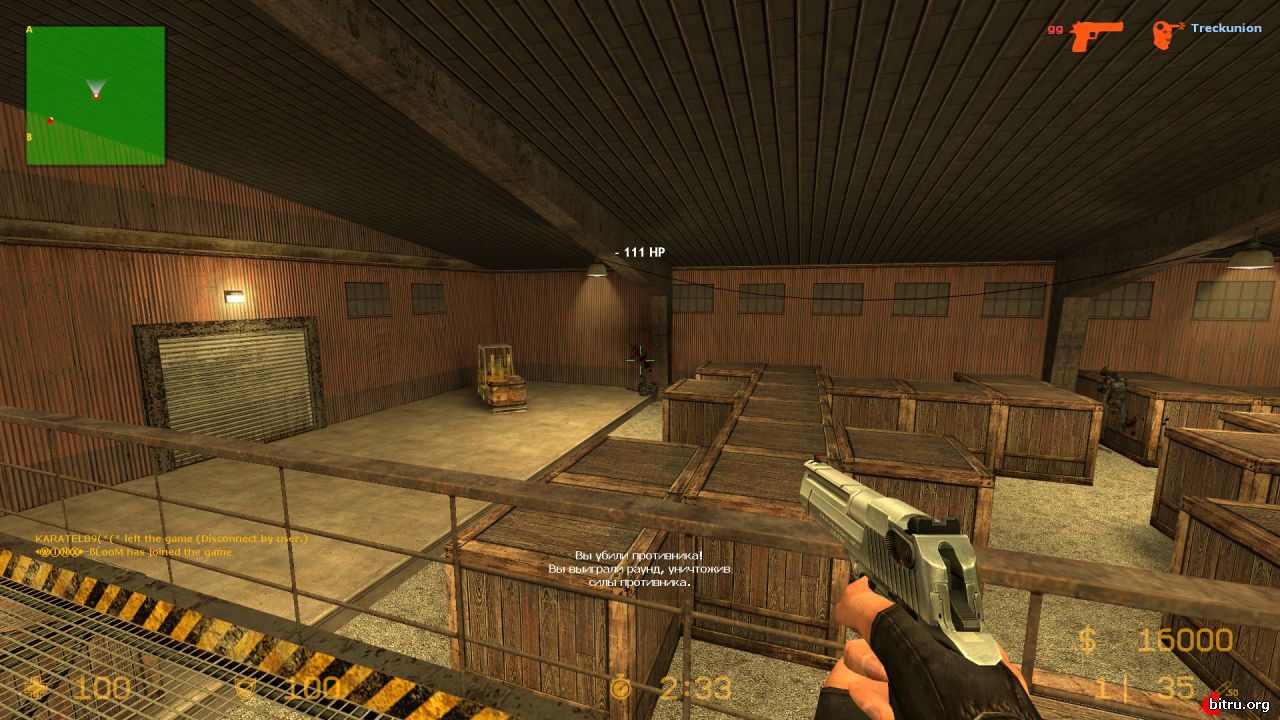 A
gg
Treckunion
B
- 111 HP
KARATEL89(*(* left the game (Disconnect by user.)
BLooM has joined the game
Вы убили противника!
Вы выиграли раунд, уничтожив
силы противника.
$ 16000
100
100
2:33
1 | 35
.50
bitru.org